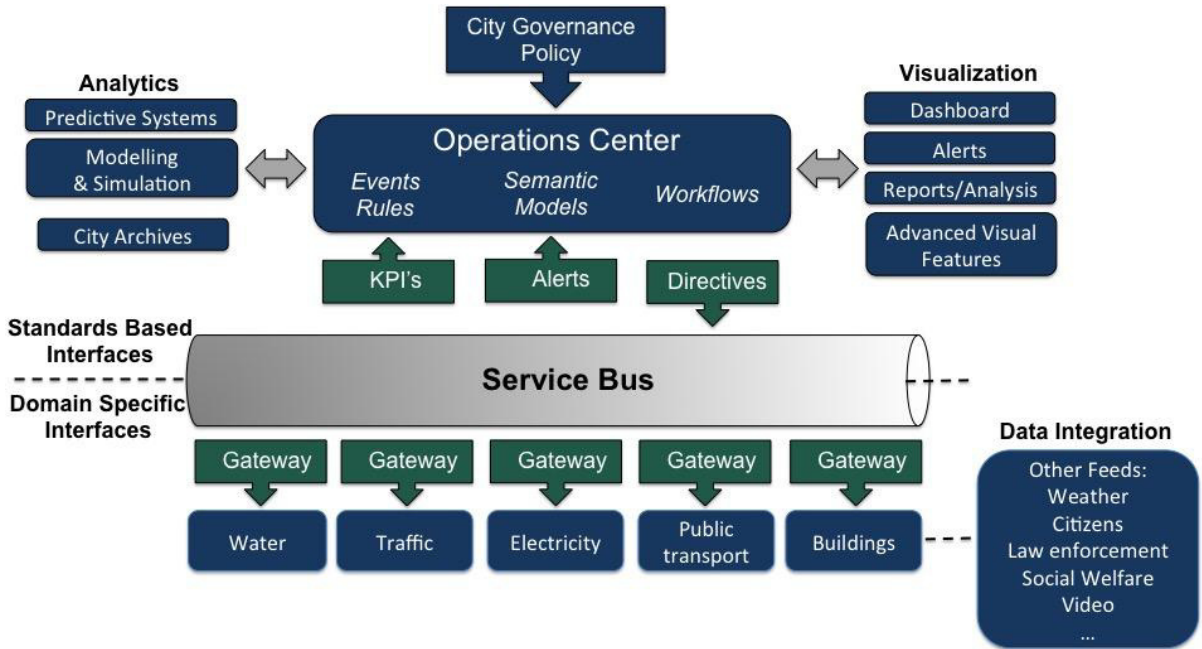 City Governance
Policy
Analytics
Predictive Systems
Modelling
& Simulation
City Archives
Operations Center
Events
Rules
Semantic
Models
Workflows
Visualization
Dashboard
Alerts
Reports/Analysis
Advanced Visual
Features
KPI's
Alerts
Directives
Standards Based
Interfaces
Service Bus
Domain Specific
Interfaces
Gateway
Gateway
Gateway
Gateway
Gateway
Water
Traffic
Electricity
Public
transport
Buildings
Data Integration
Other Feeds:
Weather
Citizens
Law enforcement
Social Welfare
Video
...